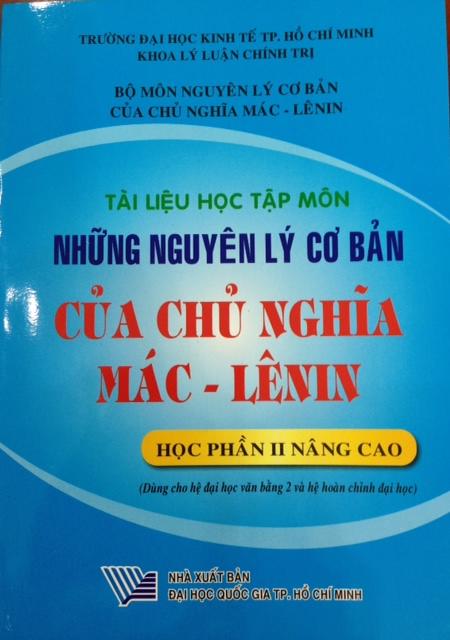 TRƯỜNG ĐẠI HỌC KINH TẾ TP. HỒ CHÍ MINH
KHOA LÝ LUẬN CHÍNH TRỊ
BỘ MÔN NGUYÊN LÝ CƠ BẢN
CỦA CHỦ NGHĨA MÁC - LÊNIN
TÀI LIỆU HỌC TẬP MÔN
NHỮNG NGUYÊN LÝ CƠ BẢN
CỦA CHỦ NGHĨA
MÁC - LÊNIN
HỌC PHẦN II NÂNG CAO
(Dùng cho hệ đại học văn bằng 2 và hệ hoàn chỉnh đại học)
NHÀ XUẤT BẢN
ĐẠI HỌC QUỐC GIA TP. HỒ CHÍ MINH